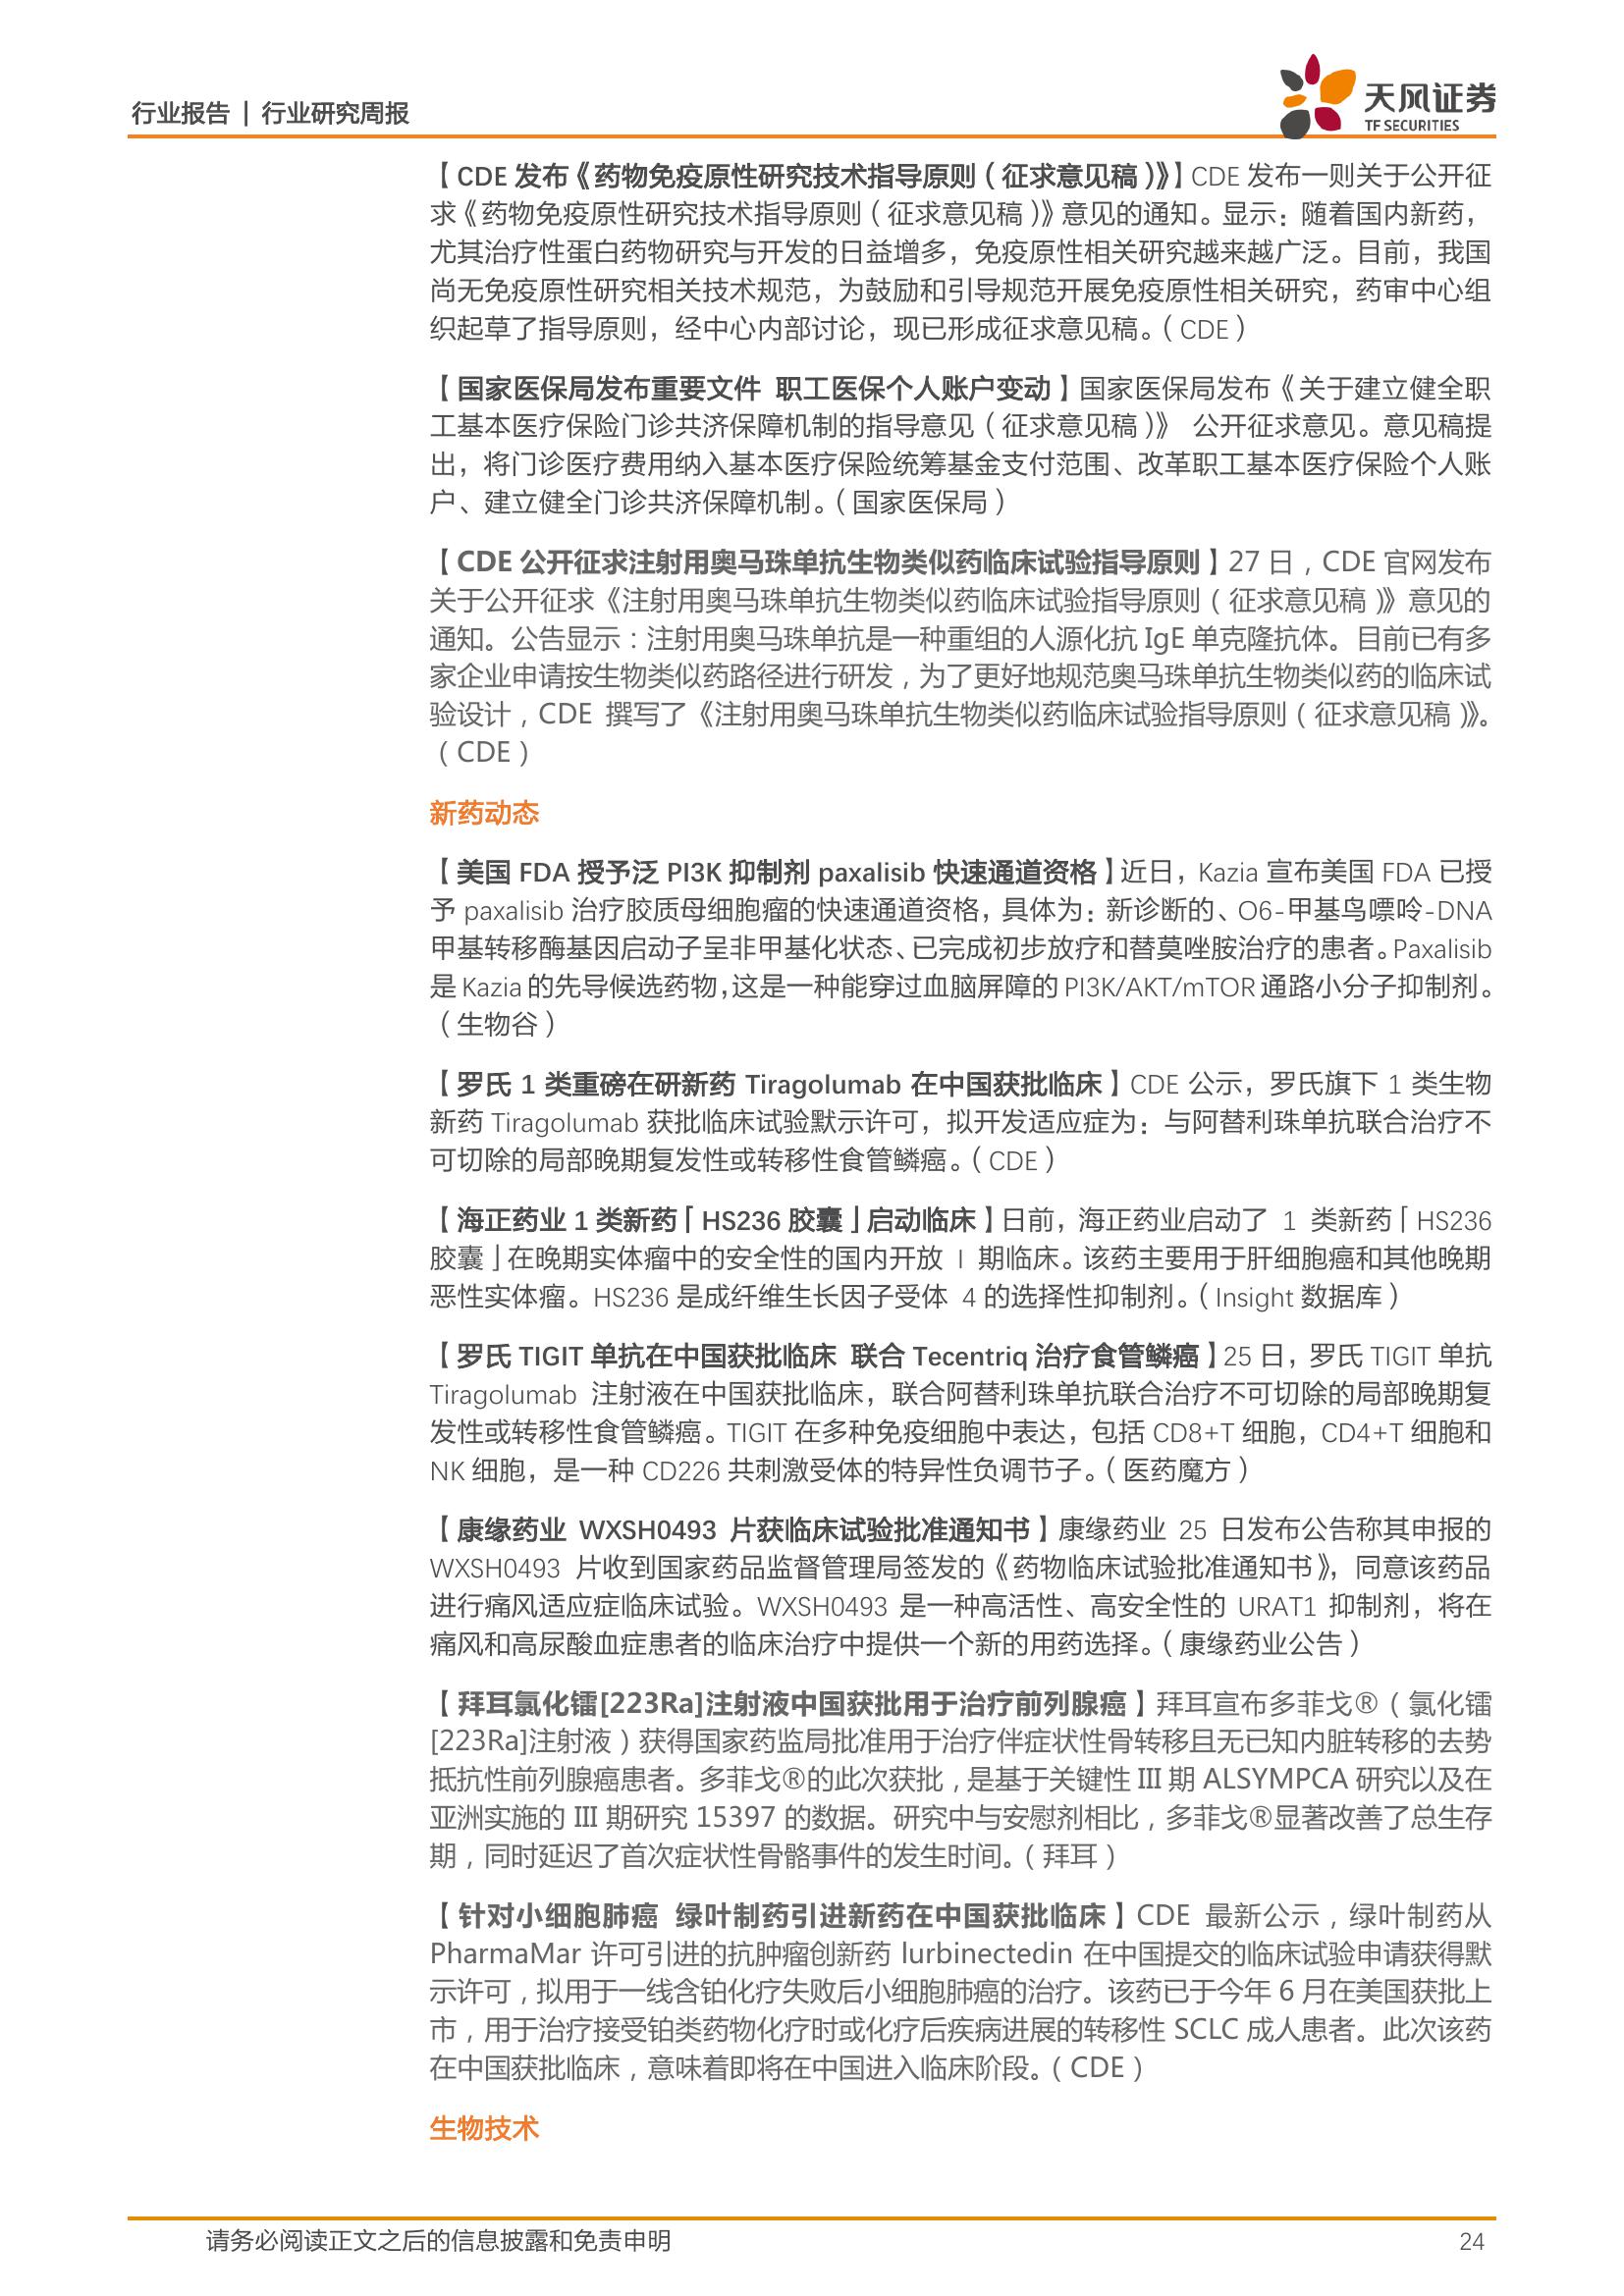 行业报告 | 行业研究周报
天风证券
TF SECURITIES
【CDE 发布《药物免疫原性研究技术指导原则(征求意见稿)》】CDE 发布一则关于公开征
求《药物免疫原性研究技术指导原则(征求意见稿)》意见的通知。显示:随着国内新药,
尤其治疗性蛋白药物研究与开发的日益增多,免疫原性相关研究越来越广泛。目前,我国
尚无免疫原性研究相关技术规范,为鼓励和引导规范开展免疫原性相关研究,药审中心组
织起草了指导原则,经中心内部讨论,现已形成征求意见稿。(CDE)
【国家医保局发布重要文件 职工医保个人账户变动】国家医保局发布《关于建立健全职
工基本医疗保险门诊共济保障机制的指导意见(征求意见稿)》 公开征求意见。意见稿提
出,将门诊医疗费用纳入基本医疗保险统筹基金支付范围、改革职工基本医疗保险个人账
户、建立健全门诊共济保障机制。(国家医保局)
【CDE 公开征求注射用奥马珠单抗生物类似药临床试验指导原则】27 日,CDE 官网发布
关于公开征求《注射用奥马珠单抗生物类似药临床试验指导原则(征求意见稿)》意见的
通知。公告显示:注射用奥马珠单抗是一种重组的人源化抗 IgE 单克隆抗体。目前已有多
家企业申请按生物类似药路径进行研发,为了更好地规范奥马珠单抗生物类似药的临床试
验设计,CDE 撰写了《注射用奥马珠单抗生物类似药临床试验指导原则(征求意见稿)》。
(CDE)
新药动态
【美国 FDA 授予泛 PI3K 抑制剂 paxalisib 快速通道资格】近日,Kazia 宣布美国 FDA 已授
予 paxalisib 治疗胶质母细胞瘤的快速通道资格,具体为:新诊断的、O6-甲基鸟嘌呤-DNA
甲基转移酶基因启动子呈非甲基化状态、已完成初步放疗和替莫唑胺治疗的患者。Paxalisib
是 Kazia 的先导候选药物,这是一种能穿过血脑屏障的 PI3K/AKT/mTOR 通路小分子抑制剂。
(生物谷)
【罗氏 1 类重磅在研新药 Tiragolumab 在中国获批临床】CDE 公示,罗氏旗下 1 类生物
新药 Tiragolumab 获批临床试验默示许可,拟开发适应症为:与阿替利珠单抗联合治疗不
可切除的局部晚期复发性或转移性食管鳞癌。(CDE)
【海正药业 1 类新药「HS236 胶囊」启动临床】日前,海正药业启动了 1 类新药「HS236
胶囊」在晚期实体瘤中的安全性的国内开放 I 期临床。该药主要用于肝细胞癌和其他晚期
恶性实体瘤。HS236 是成纤维生长因子受体 4 的选择性抑制剂。(Insight 数据库)
【罗氏 TIGIT 单抗在中国获批临床 联合 Tecentriq 治疗食管鳞癌】25 日,罗氏 TIGIT 单抗
Tiragolumab 注射液在中国获批临床,联合阿替利珠单抗联合治疗不可切除的局部晚期复
发性或转移性食管鳞癌。TIGIT 在多种免疫细胞中表达,包括 CD8+T 细胞,CD4+T 细胞和
NK 细胞,是一种 CD226 共刺激受体的特异性负调节子。(医药魔方)
【康缘药业 WXSH0493 片获临床试验批准通知书】康缘药业 25 日发布公告称其申报的
WXSH0493 片收到国家药品监督管理局签发的《药物临床试验批准通知书》,同意该药品
进行痛风适应症临床试验。WXSH0493 是一种高活性、高安全性的 URAT1 抑制剂,将在
痛风和高尿酸血症患者的临床治疗中提供一个新的用药选择。(康缘药业公告)
【拜耳氯化镭[223Ra]注射液中国获批用于治疗前列腺癌】拜耳宣布多菲戈®(氯化镭
[223Ra]注射液)获得国家药监局批准用于治疗伴症状性骨转移且无已知内脏转移的去势
抵抗性前列腺癌患者。多菲戈®的此次获批,是基于关键性 III 期 ALSYMPCA 研究以及在
亚洲实施的 III 期研究 15397 的数据。研究中与安慰剂相比,多菲戈®显著改善了总生存
期,同时延迟了首次症状性骨骼事件的发生时间。(拜耳)
【针对小细胞肺癌 绿叶制药引进新药在中国获批临床】CDE 最新公示,绿叶制药从
PharmaMar 许可引进的抗肿瘤创新药 lurbinectedin 在中国提交的临床试验申请获得默
示许可,拟用于一线含铂化疗失败后小细胞肺癌的治疗。该药已于今年 6 月在美国获批上
市,用于治疗接受铂类药物化疗时或化疗后疾病进展的转移性 SCLC 成人患者。此次该药
在中国获批临床,意味着即将在中国进入临床阶段。(CDE)
生物技术
请务必阅读正文之后的信息披露和免责申明
24